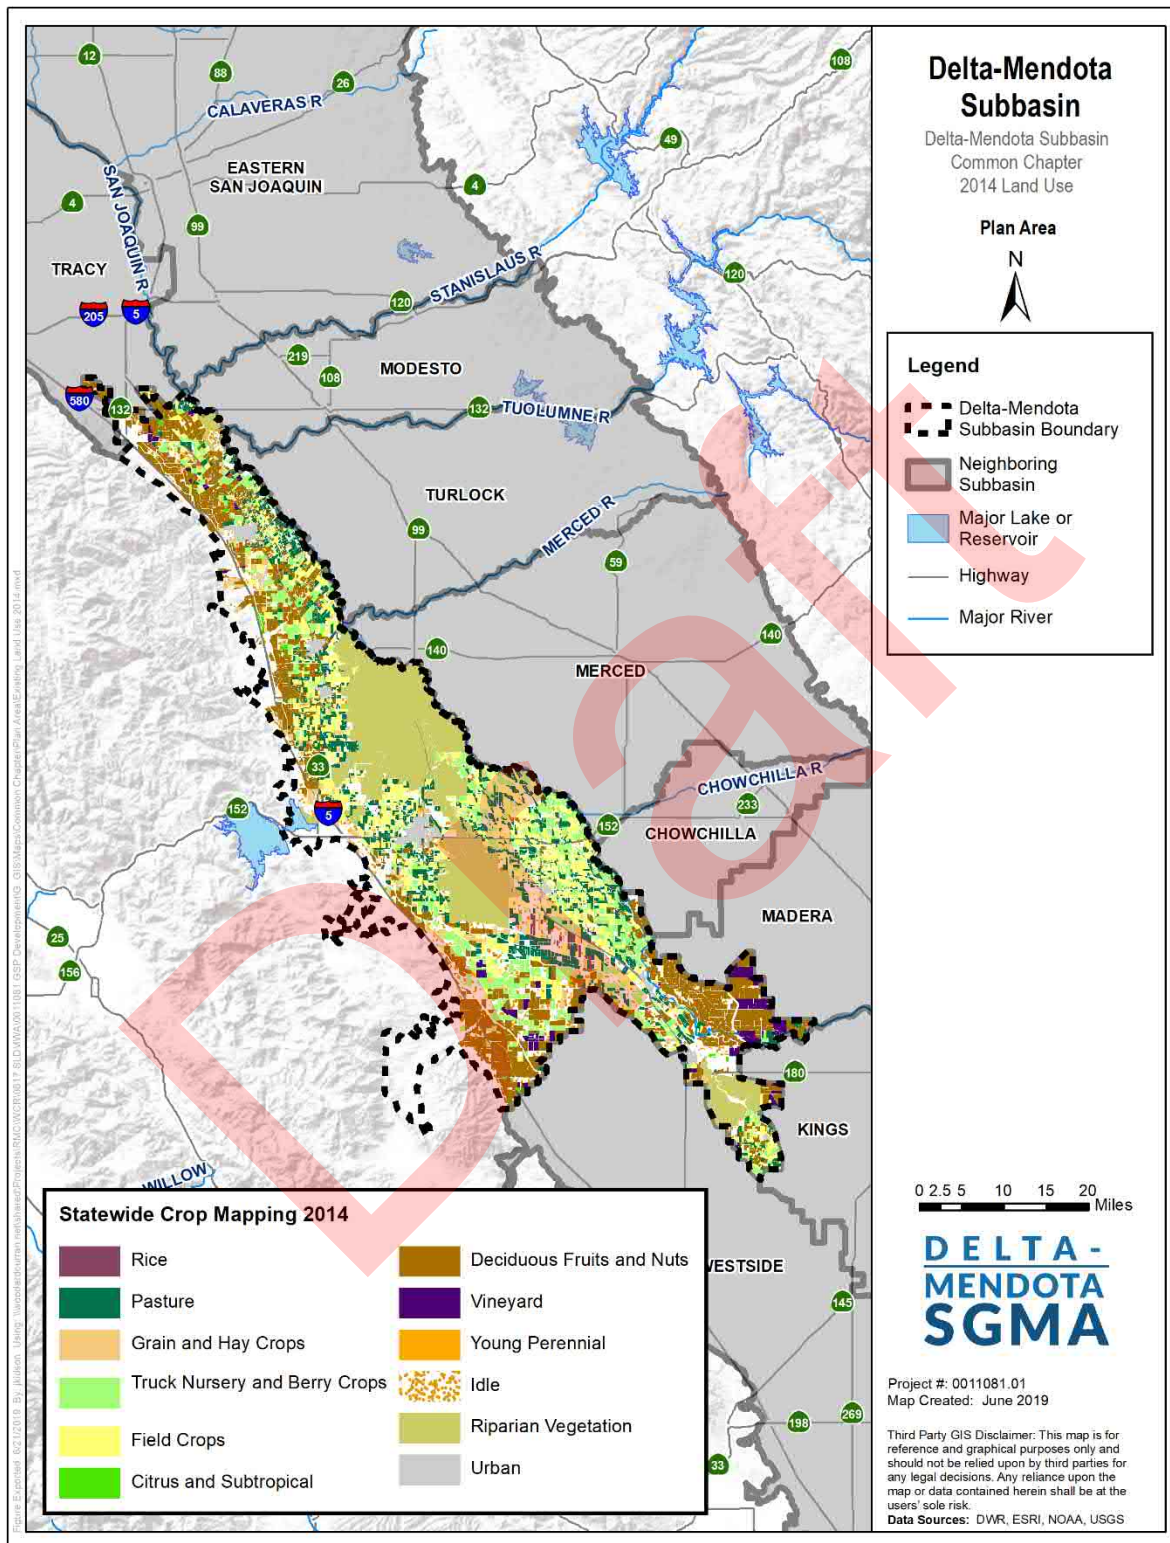 Delta-Mendota
Subbasin
Delta-Mendota Subbasin
Common Chapter
2014 Land Use
Plan Area
N
Legend
Delta-Mendota
Subbasin Boundary
Neighboring
Subbasin
Major Lake or
Reservoir
Highway
Major River
12
88
26
108
CALAVERAS R
49
EASTERN
SAN JOAQUIN
4
4
SAN JOAQUIN R
99
TRACY
STANISLAUS R
120
120
205
5
219
MODESTO
108
580
132
132
TUOLUMNE R
TURLOCK
99
MERCED R
59
140
140
MERCED
33
CHOWCHILLA R
233
152
5
152
CHOWCHILLA
MADERA
25
156
180
KINGS
WILLOW
WESTSIDE
145
198
269
33
Draft
Statewide Crop Mapping 2014
Rice
Pasture
Grain and Hay Crops
Truck Nursery and Berry Crops
Field Crops
Citrus and Subtropical
Deciduous Fruits and Nuts
Vineyard
Young Perennial
Idle
Riparian Vegetation
Urban
0 2.5 5 10 15 20
Miles
DELTA-
MENDOTA
SGMA
Project #: 0011081.01
Map Created: June 2019
Third Party GIS Disclaimer: This map is for
reference and graphical purposes only and
should not be relied upon by third parties for
any legal decisions. Any reliance upon the
map or data contained herein shall be at the
users' sole risk.
Data Sources: DWR, ESRI, NOAA, USGS